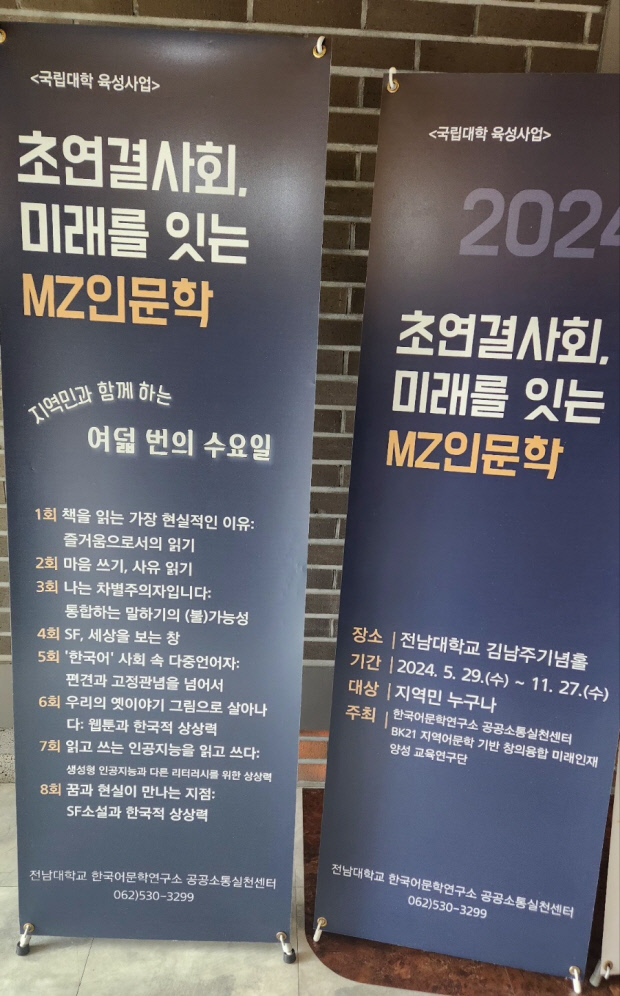 <국립대학 육성사업>
초연결사회,
미래를 잇는
MZ인문학
지역민과 함께 하는
여덟 번의 수요일
1회 책을 읽는 가장 현실적인 이유:
즐거움으로서의 읽기
2회 마음 쓰기, 사유 읽기
3회 나는 차별주의자입니다:
통합하는 말하기의 (불)가능성
4회 SF, 세상을 보는 창
5회 '한국어' 사회 속 다중언어자:
편견과 고정관념을 넘어서
6회 우리의 옛이야기 그림으로 살아나
다: 웹툰과 한국적 상상력
7회 읽고 쓰는 인공지능을 읽고 쓰다:
생성형 인공지능과 다른 리터러시를 위한 상상력
8회 꿈과 현실이 만나는 지점:
SF소설과 한국적 상상력
전남대학교 한국어문학연구소 공공소통실천센터
062)530-3299
<국립대학 육성사업>
2024
초연결사회,
미래를 잇는
MZ인문학
장소 | 전남대학교 김남주기념홀
기간 | 2024. 5. 29.(수) ~ 11. 27.(수)
대상 | 지역민 누구나
주최 | 한국어문학연구소 공공소통실천센터
BK21 지역어문학 기반 창의융합 미래인재
양성 교육연구단
전남대학교 한국어문학연구소 공공소통실천센터
062)530-3299